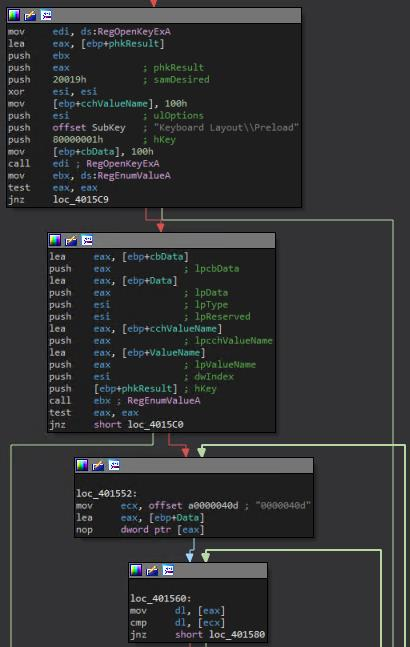 mov     edi, ds:RegOpenKeyExA
lea     eax, [ebp+phkResult]
push    ebx
push    eax             ; phkResult
push    20019h          ; samDesired
xor     esi, esi
mov     [ebp+cchValueName], 100h
push    esi             ; ulOptions
push    offset SubKey   ; "Keyboard Layout\\Preload"
push    80000001h       ; hKey
mov     [ebp+cbData], 100h
call    edi ; RegOpenKeyExA
mov     ebx, ds:RegEnumValueA
test    eax, eax
jnz     loc_4015C9
lea     eax, [ebp+cbData]
push    eax             ; lpcbData
lea     eax, [ebp+Data]
push    eax             ; lpData
push    esi             ; lpType
push    esi             ; lpReserved
lea     eax, [ebp+cchValueName]
push    eax             ; lpcchValueName
lea     eax, [ebp+ValueName]
push    eax             ; lpValueName
push    esi             ; dwIndex
push    [ebp+phkResult] ; hKey
call    ebx ; RegEnumValueA
test    eax, eax
jnz     short loc_4015C0
loc_401552:
mov     ecx, offset a0000040d ; "0000040d"
lea     eax, [ebp+Data]
nop     dword ptr [eax]
loc_401560:
mov     dl, [eax]
cmp     dl, [ecx]
jnz     short loc_401580